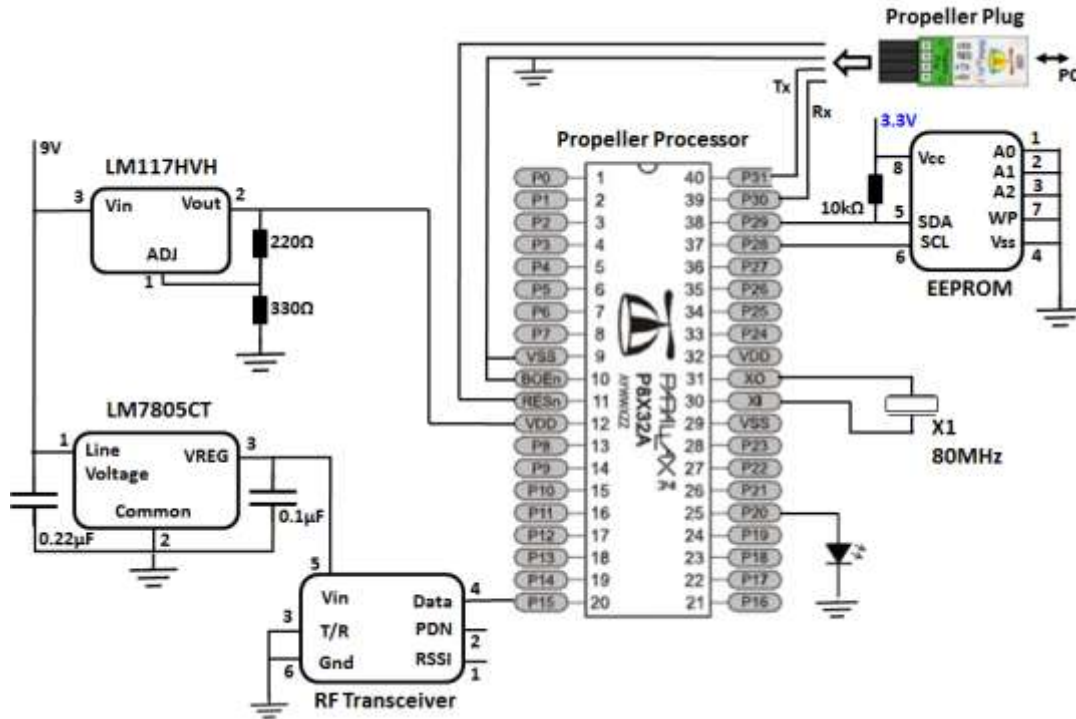 Propeller Plug
PC
Tx
Rx
3.3V
9V
LM117HVH
3 Vin Vout 2
ADJ
1
220Ω
330Ω
Propeller Processor
P0 1 40 P31
P1 2 39 P30
P2 3 38 P29
P3 4 37 P28
P4 5 36 P27
P5 6 35 P26
P6 7 34 P25
P7 8 33 P24
VSS 9 32 VDD
BOEn 10 31 XO
RESn 11 30 XI
VDD 12 29 VSS
P8 13 28 P23
P9 14 27 P22
P10 15 26 P21
P11 16 25 P20
P12 17 24 P19
P13 18 23 P18
P14 19 22 P17
P15 20 21 P16
PARALLAX
P8X32A
10kΩ
Vcc
8
5 SDA
SCL
6
A0 1
A1 2
A2 3
WP 7
Vss
4
EEPROM
X1
80MHz
LM7805CT
1 Line VREG 3
Voltage
Common
2
0.22µF
0.1µF
5
Vin Data 4
3 T/R PDN
2
Gnd RSSI
6 1
RF Transceiver